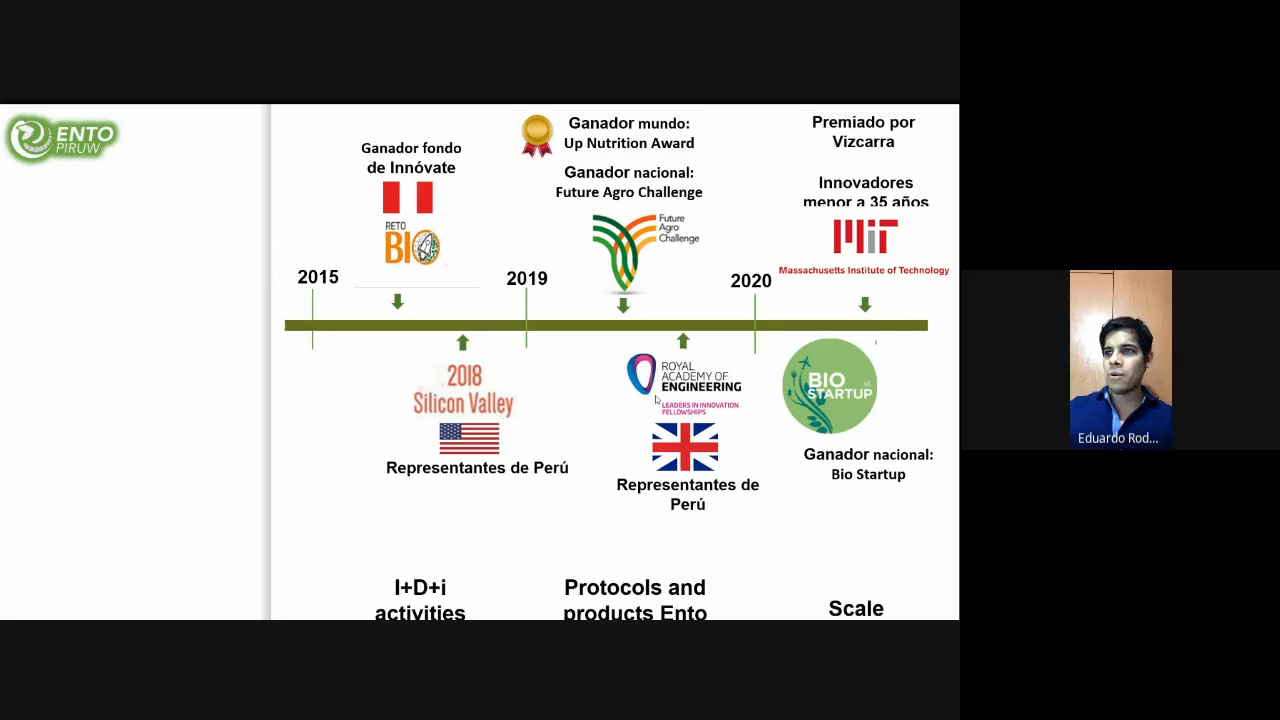 ENTO
PIRUW
Ganador fondo
de Innóvate
RETO
BIO
Ganador mundo:
Up Nutrition Award
Ganador nacional:
Future Agro Challenge
Future
Agro
Challenge
Premiado por
Vizcarra
Innovadores
menor a 35 años
MIT
Massachusetts Institute of Technology
2015
2019
2020
2018
Silicon Valley
Representantes de Perú
ROYAL
ACADEMY OF
ENGINEERING
LEADERS IN INNOVATION
FELLOWSHIPS
Representantes de
Perú
BIO
STARTUP
Ganador nacional:
Bio Startup
I+D+i
activities
Protocols and
products Ento
Scale
Eduardo Rod...